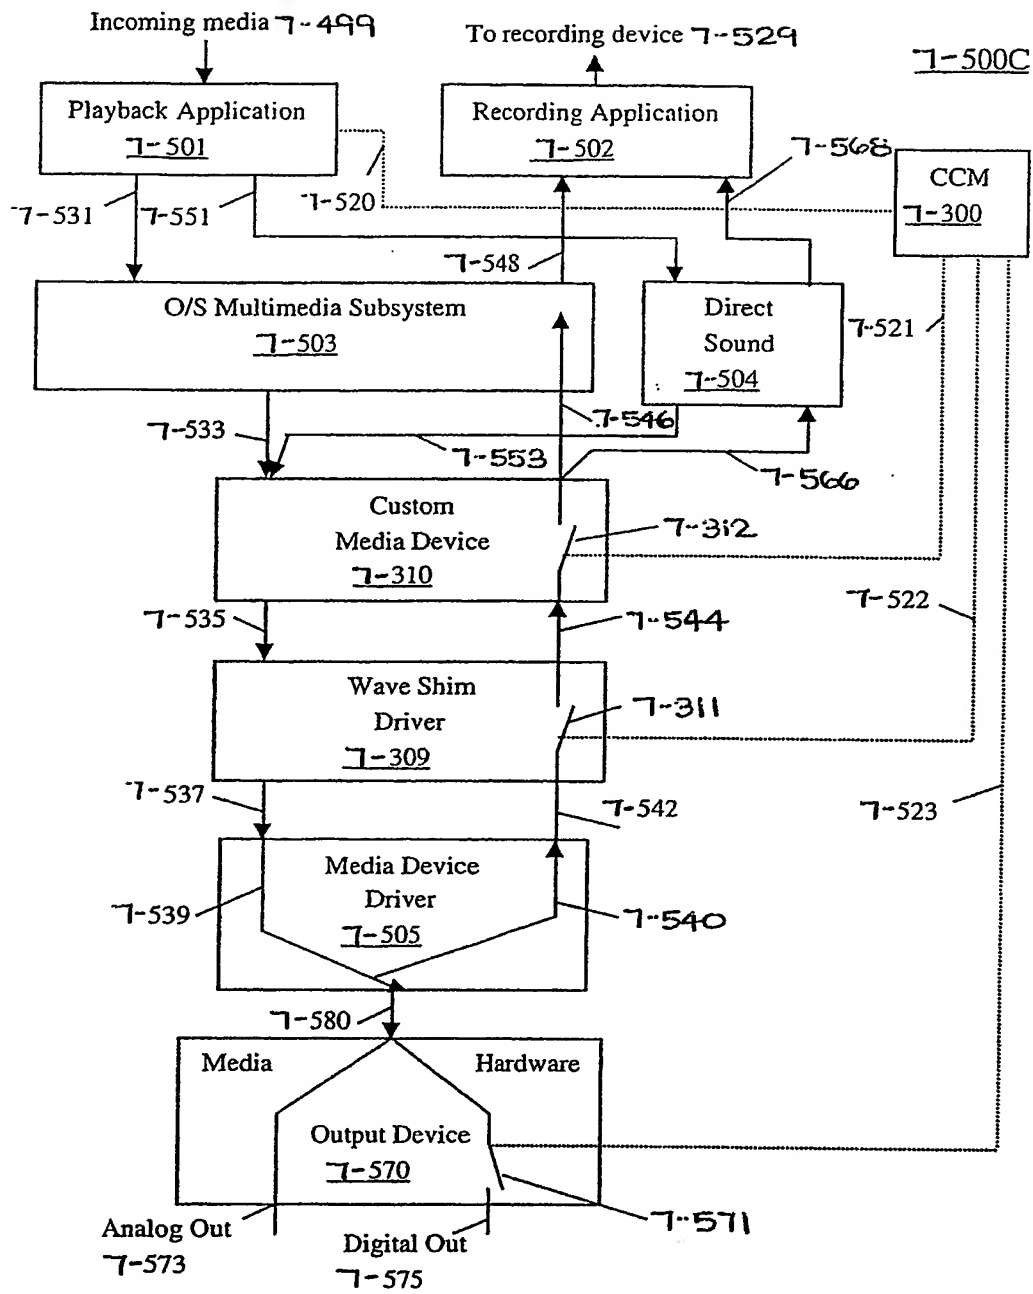 Incoming media 7-499
To recording device 7-529
7-500C
Playback Application
7-501
Recording Application
7-502
7-568
CCM
7-300
7-531
7-551
7-520
7-548
O/S Multimedia Subsystem
7-503
Direct
Sound
7-504
7-521
7-533
7-546
7-553
7-566
Custom
Media Device
7-310
7-312
7-535
7-544
7-522
Wave Shim
Driver
7-309
7-311
7-537
7-542
7-523
Media Device
Driver
7-505
7-539
7-540
7-580
Media
Hardware
Output Device
7-570
7-571
Analog Out
7-573
Digital Out
7-575